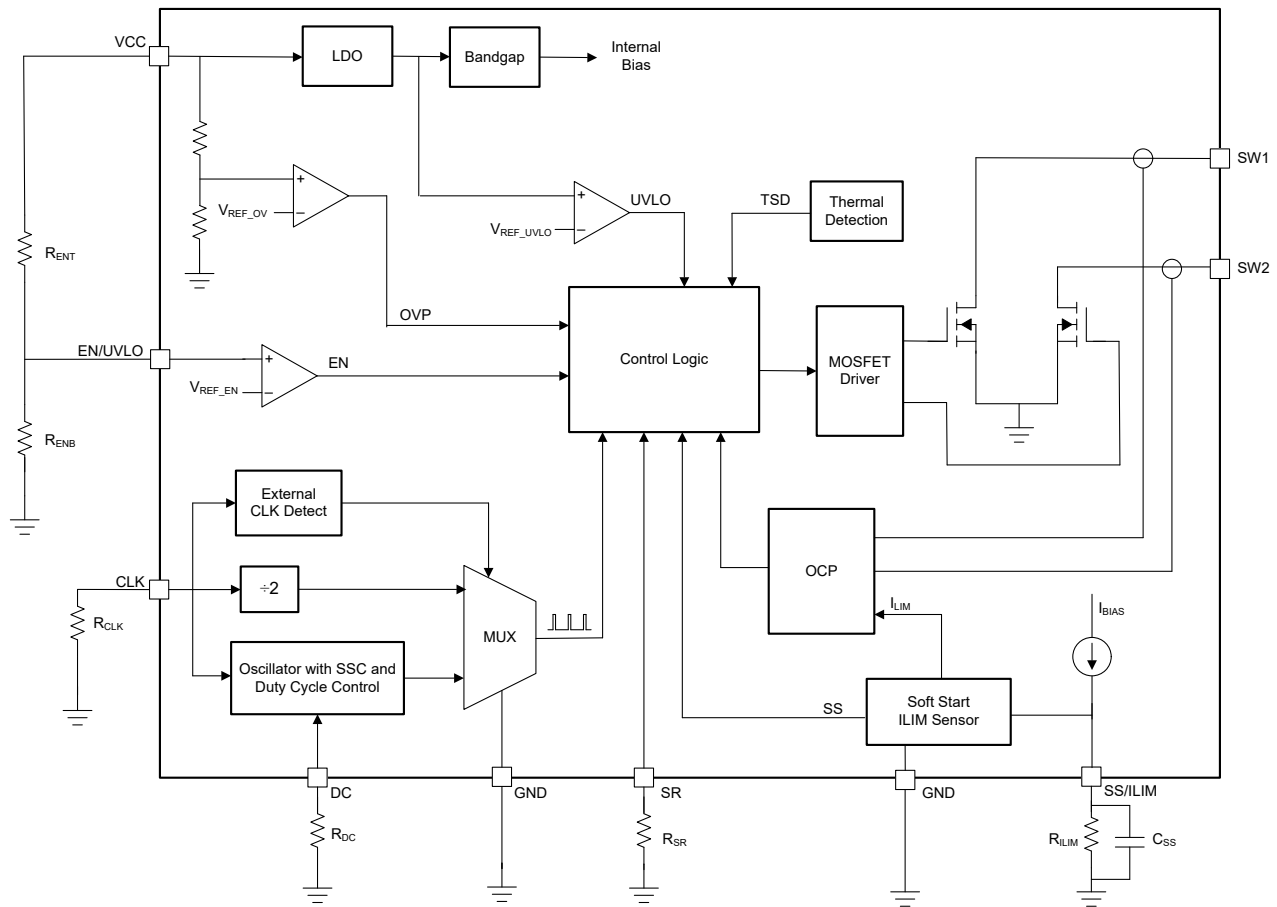 VCC
LDO
Bandgap
Internal
Bias
SW1
V_REF_OV
+
−
+
−
UVLO
V_REF_UVLO
TSD
Thermal
Detection
R_ENT
SW2
OVP
EN/UVLO
+
−
V_REF_EN
EN
Control Logic
MOSFET
Driver
R_ENB
External
CLK Detect
CLK
÷2
R_CLK
MUX
Oscillator with SSC and
Duty Cycle Control
OCP
I_LIM
I_BIAS
SS
Soft Start
ILIM Sensor
DC
GND
SR
GND
SS/ILIM
R_DC
R_SR
R_ILIM
C_SS